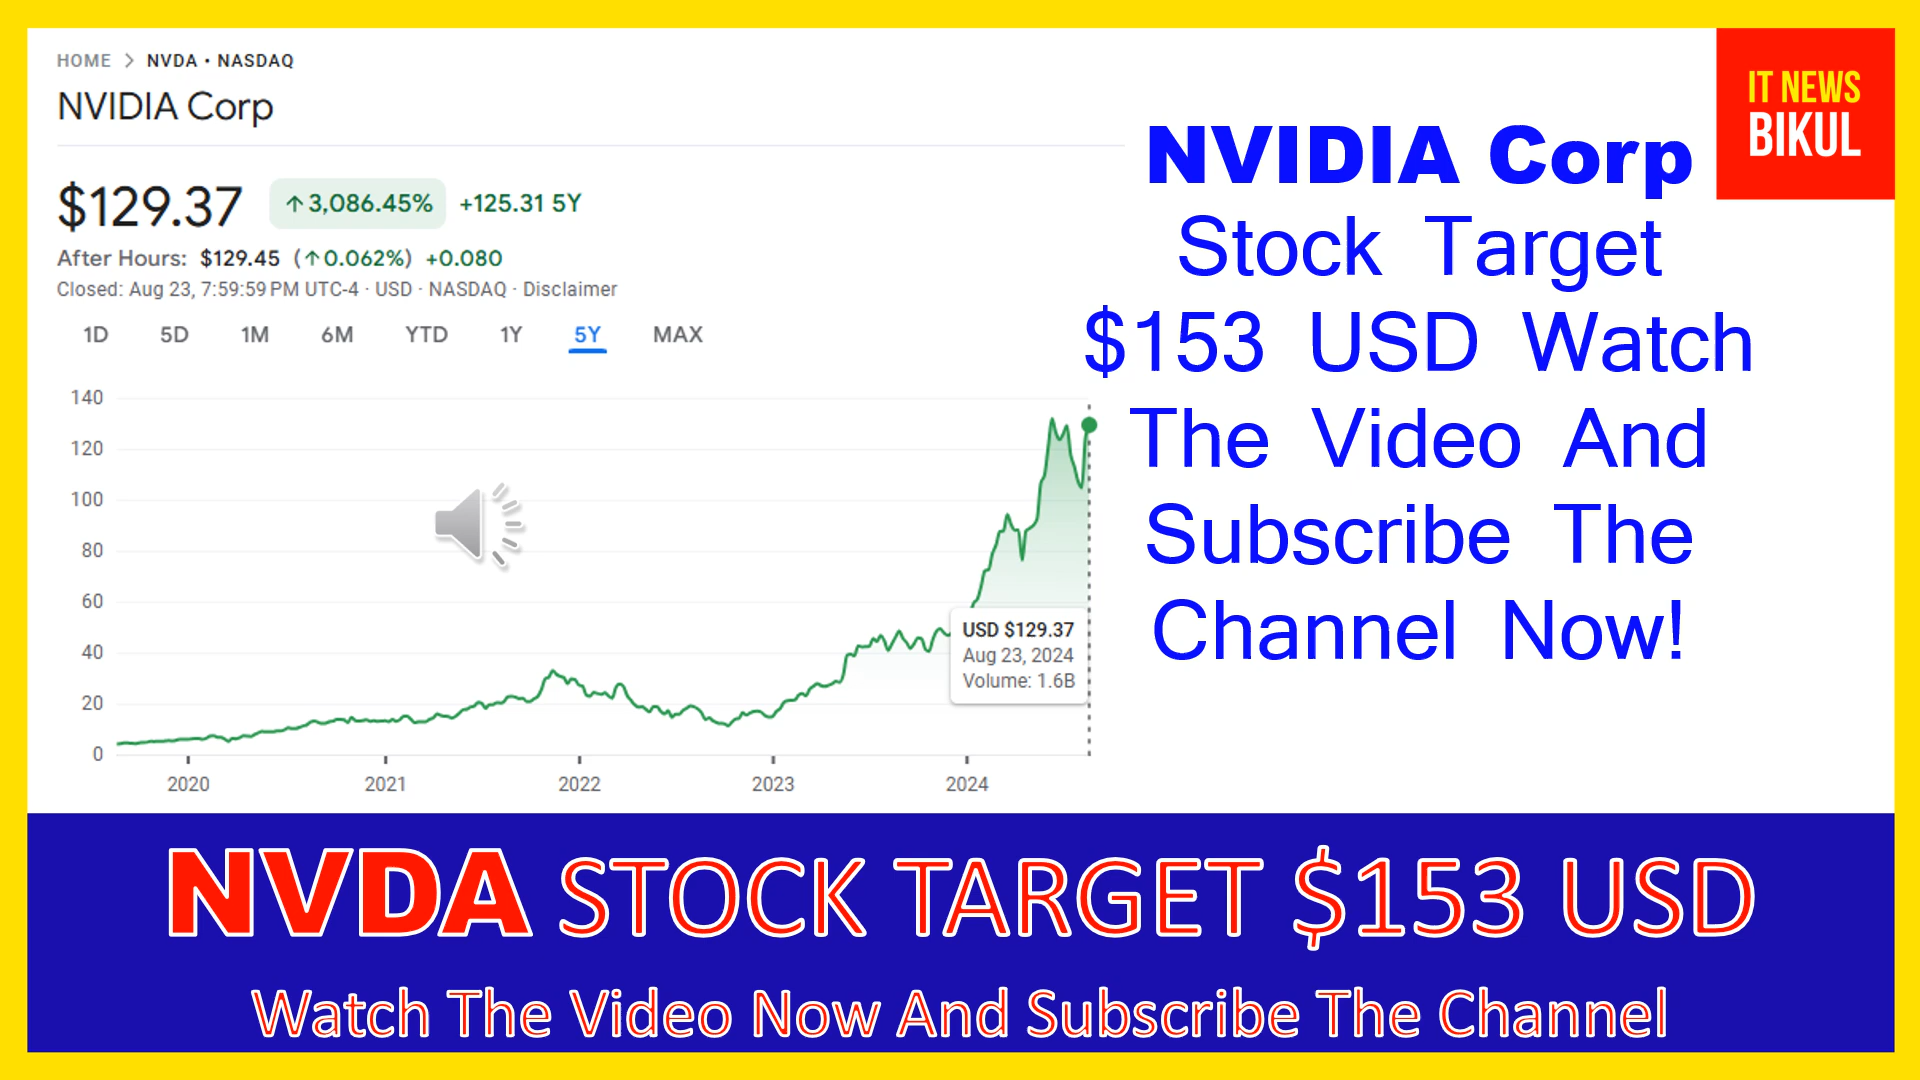 HOME > NVDA • NASDAQ
NVIDIA Corp
$129.37 ↑3,086.45% +125.31 5Y
After Hours: $129.45 (↑0.062%) +0.080
Closed: Aug 23, 7:59:59 PM UTC-4 · USD · NASDAQ · Disclaimer
1D 5D 1M 6M YTD 1Y 5Y MAX
140
120
100
80
60
40
20
0
2020 2021 2022 2023 2024
USD $129.37
Aug 23, 2024
Volume: 1.6B
IT NEWS
BIKUL
NVIDIA Corp
Stock Target
$153 USD Watch
The Video And
Subscribe The
Channel Now!
NVDA STOCK TARGET $153 USD
Watch The Video Now And Subscribe The Channel